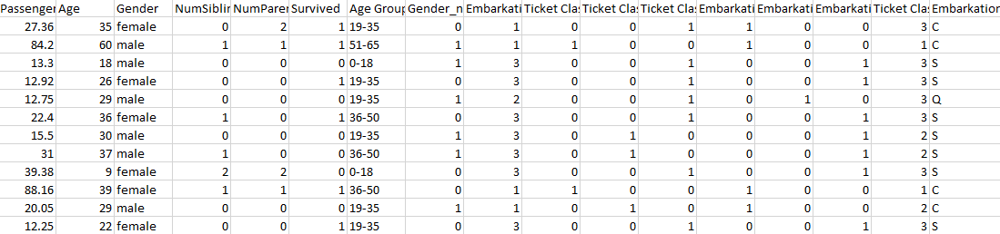 Passenger Age Gender NumSiblin NumParen Survived Age Group Gender_n Embarkati Ticket Clas Ticket Clas Ticket Clas Embarkati Embarkati Embarkati Ticket Clas Embarkation
27.36 35 female 0 2 1 19-35 0 1 0 0 1 1 0 0 3 C
84.2 60 male 1 1 1 51-65 1 1 1 0 0 1 0 0 1 C
13.3 18 male 0 0 0 0-18 1 3 0 0 1 0 0 1 3 S
12.92 26 female 0 0 1 19-35 0 3 0 0 1 0 0 1 3 S
12.75 29 male 0 0 0 19-35 1 2 0 0 1 0 1 0 3 Q
22.4 36 female 1 0 1 36-50 0 3 0 0 1 0 0 1 3 S
15.5 30 male 0 0 0 19-35 1 3 0 1 0 0 0 1 2 S
31 37 male 1 0 0 36-50 1 3 0 1 0 0 0 1 2 S
39.38 9 female 2 2 0 0-18 0 3 0 0 1 0 0 1 3 S
88.16 39 female 1 1 1 36-50 0 1 1 0 0 1 0 0 1 C
20.05 29 male 0 0 0 19-35 1 1 0 1 0 1 0 0 2 C
12.25 22 female 0 0 1 19-35 0 3 0 0 1 0 0 1 3 S